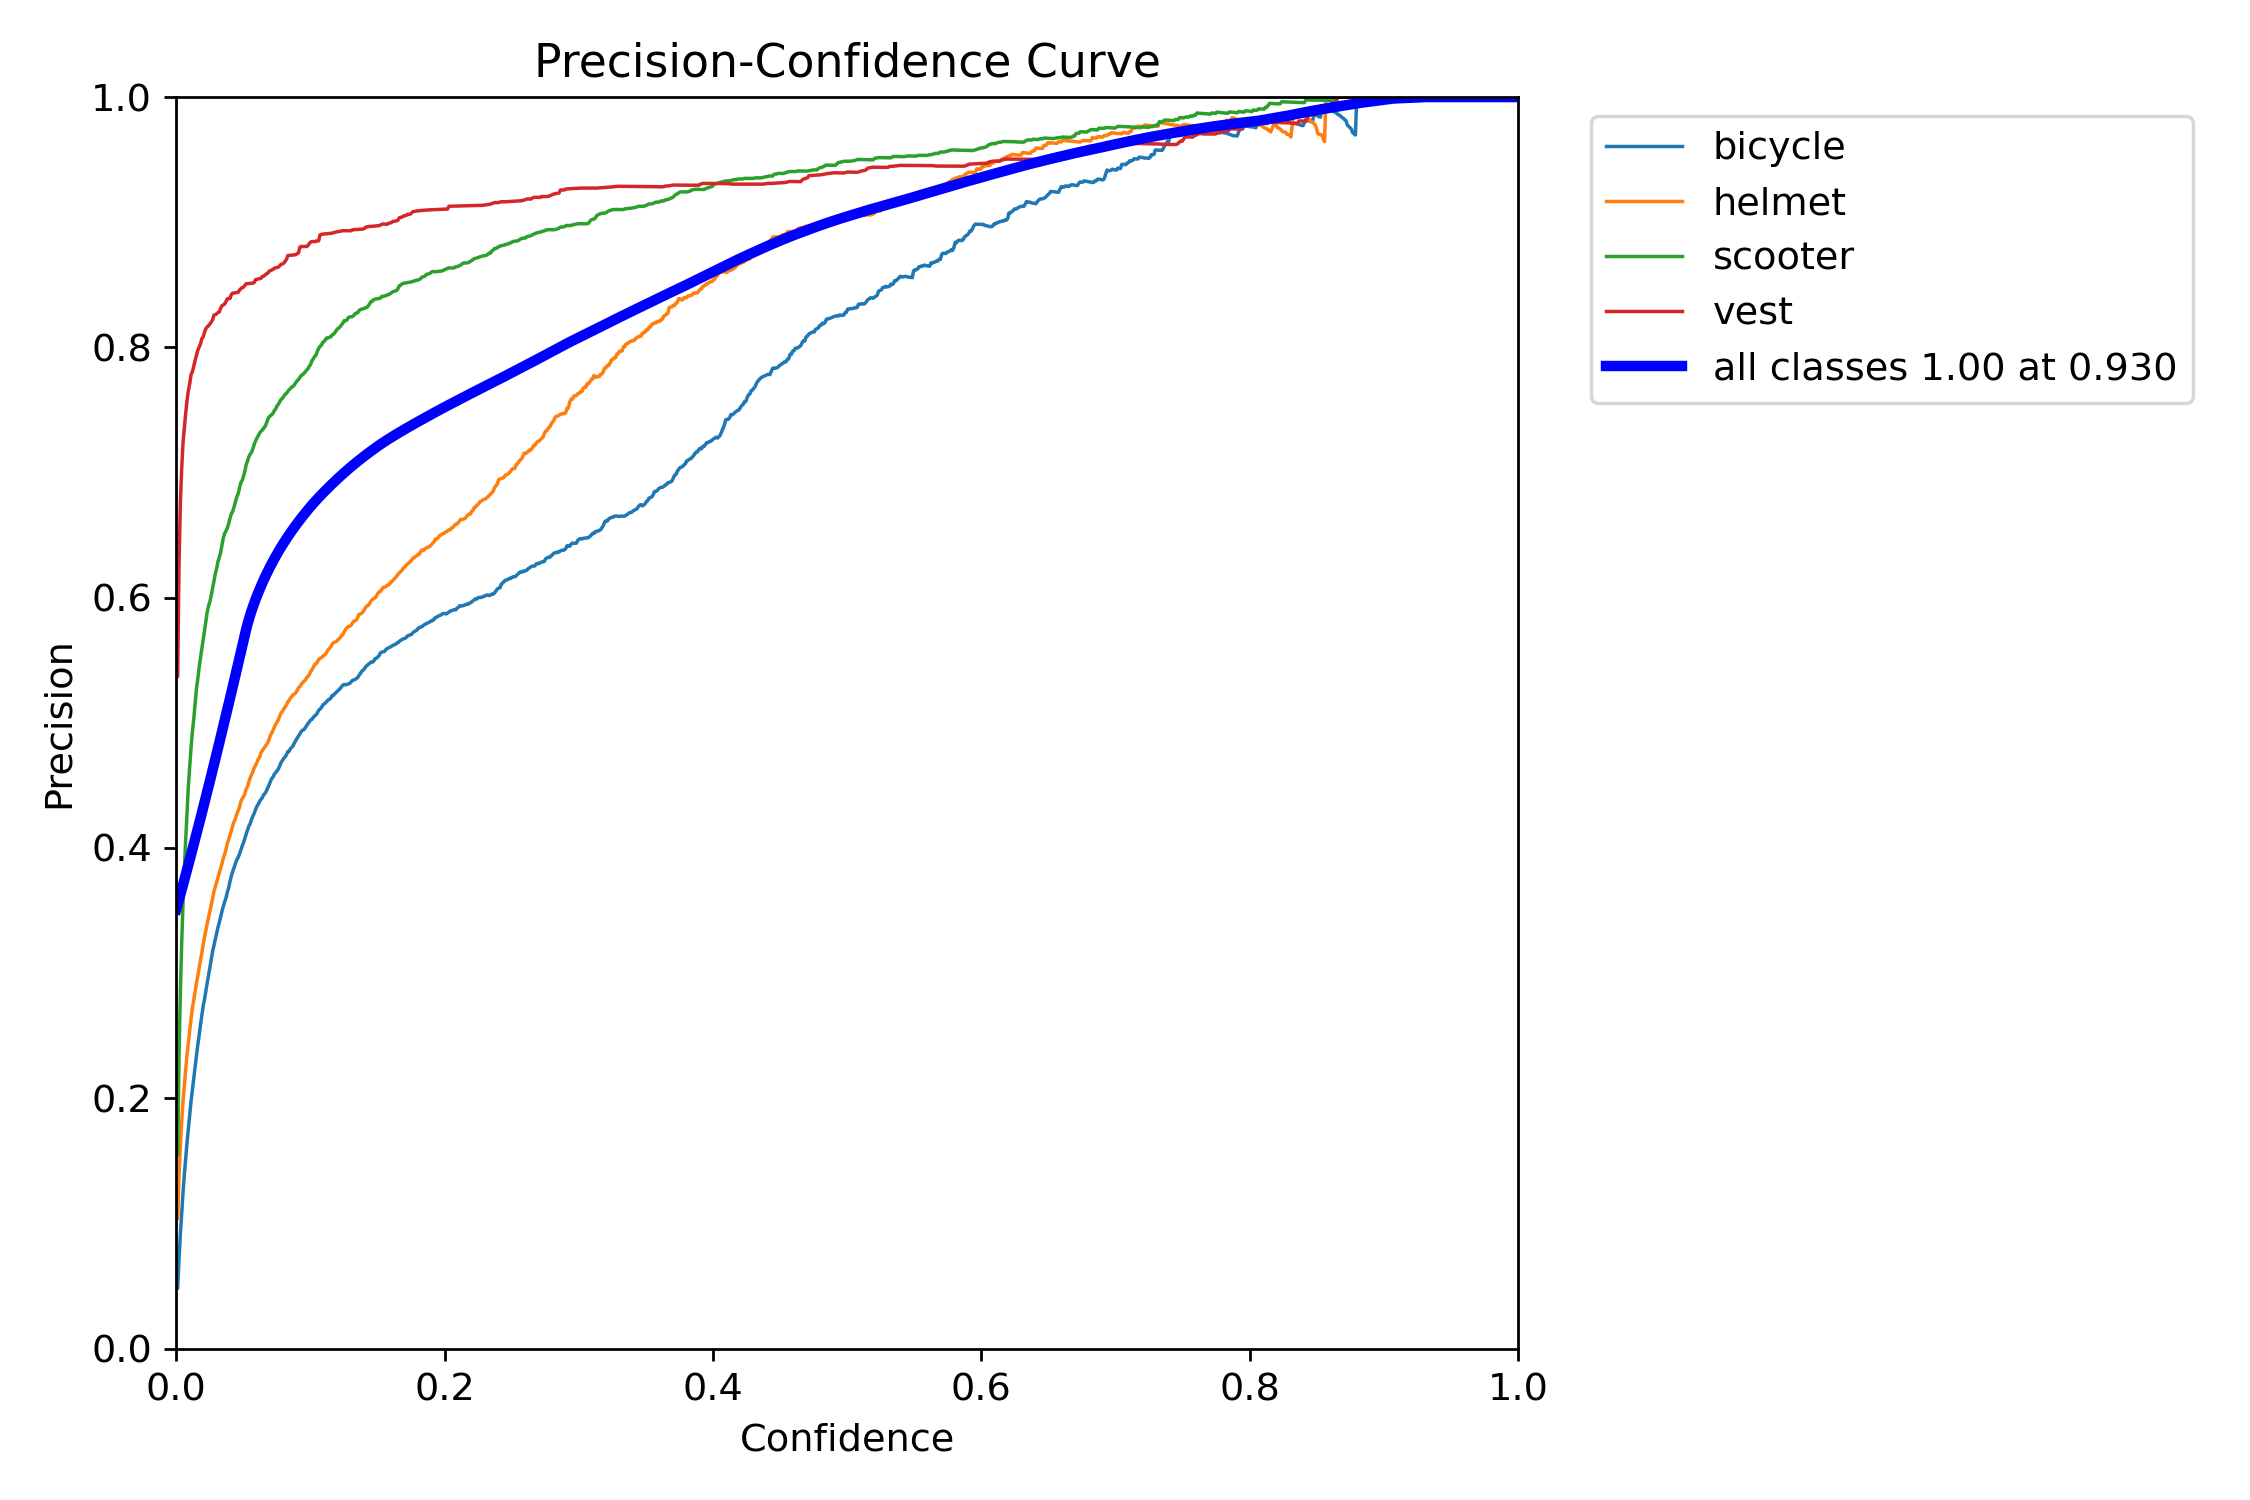 Precision-Confidence Curve
1.0
0.8
0.6
0.4
0.2
0.0
Precision
0.0 0.2 0.4 0.6 0.8 1.0
Confidence
bicycle
helmet
scooter
vest
all classes 1.00 at 0.930